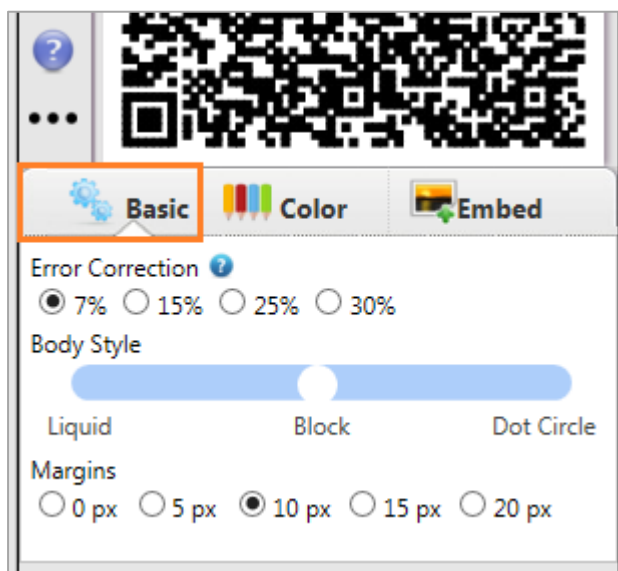 ?
Basic Color Embed
Error Correction ?
7% 15% 25% 30%
Body Style
Liquid Block Dot Circle
Margins
0 px 5 px 10 px 15 px 20 px